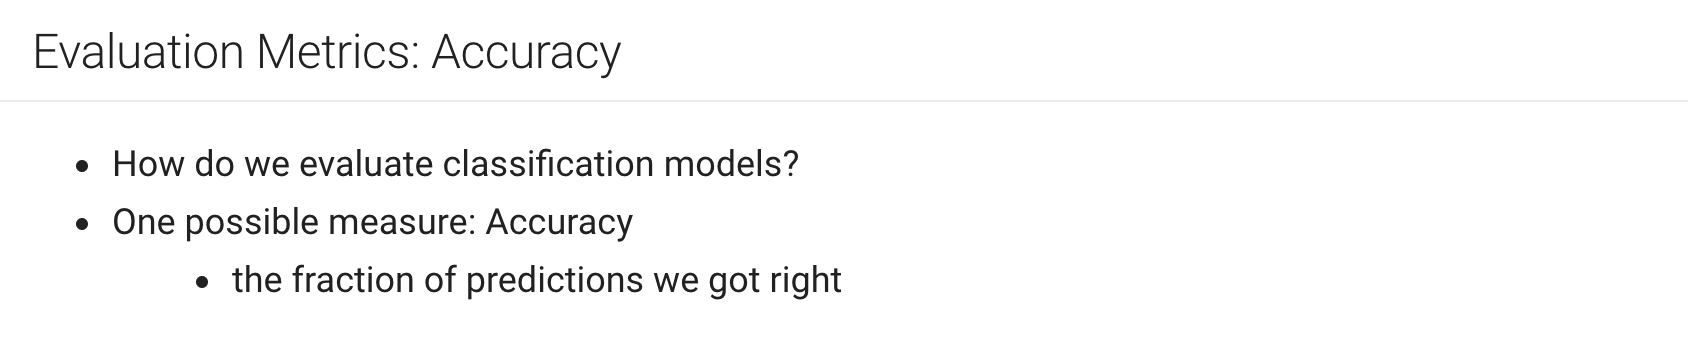 Evaluation Metrics: Accuracy
• How do we evaluate classification models?
• One possible measure: Accuracy
• the fraction of predictions we got right